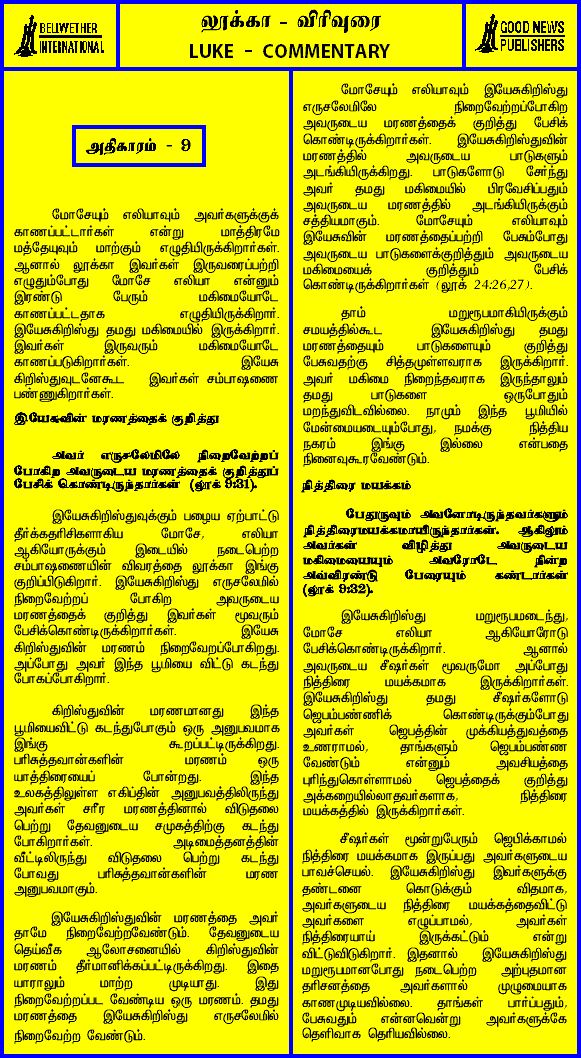 BELWETHER
INTERNATIONAL
லூக்கா - விரிவுரை
LUKE - COMMENTARY
GOOD NEWS
PUBLISHERS
அதிகாரம் - 9
மோசேயும் எலியாவும் அவர்களுக்குக்
காணப்பட்டார்கள் என்று மாத்திரமே
மத்தேயுவும் மாற்கும் எழுதியிருக்கிறார்கள்.
ஆனால் லூக்கா இவர்கள் இருவரைப்பற்றி
எழுதும்போது மோசே எலியா என்னும்
இரண்டு பேரும் மகிமையோடே
காணப்பட்டதாக எழுதியிருக்கிறார்.
இயேசுகிறிஸ்து தமது மகிமையில் இருக்கிறார்.
இவர்கள் இருவரும் மகிமையோடே
காணப்படுகிறார்கள். இயேசு
கிறிஸ்துவுடனேகூட இவர்கள் சம்பாஷணை
பண்ணுகிறார்கள்.
இயேசுவின் மரணத்தைக் குறித்து
அவர் எருசலேமிலே நிறைவேற்றப்
போகிற அவருடைய மரணத்தைக் குறித்துப்
பேசிக் கொண்டிருந்தார்கள் (லூக் 9:31).
இயேசுகிறிஸ்துவுக்கும் பழைய ஏற்பாட்டு
தீர்க்கதரிசிகளாகிய மோசே, எலியா
ஆகியோருக்கும் இடையில் நடைபெற்ற
சம்பாஷணையின் விவரத்தை லூக்கா இங்கு
குறிப்பிடுகிறார். இயேசுகிறிஸ்து எருசலேமில்
நிறைவேற்றப் போகிற அவருடைய
மரணத்தைக் குறித்து இவர்கள் மூவரும்
பேசிக்கொண்டிருக்கிறார்கள். இயேசு
கிறிஸ்துவின் மரணம் நிறைவேறப்போகிறது.
அப்போது அவர் இந்த பூமியை விட்டு கடந்து
போகப்போகிறார்.
கிறிஸ்துவின் மரணமானது இந்த
பூமியைவிட்டு கடந்துபோகும் ஒரு அனுபவமாக
இங்கு கூறப்பட்டிருக்கிறது.
பரிசுத்தவான்களின் மரணம் ஒரு
யாத்திரையைப் போன்றது. இந்த
உலகத்திலுள்ள எகிப்தின் அனுபவத்திலிருந்து
அவர்கள் சரீர மரணத்தினால் விடுதலை
பெற்று தேவனுடைய சமுகத்திற்கு கடந்து
போகிறார்கள். அடிமைத்தனத்தின்
வீட்டிலிருந்து விடுதலை பெற்று கடந்து
போவது பரிசுத்தவான்களின் மரண
அனுபவமாகும்.
இயேசுகிறிஸ்துவின் மரணத்தை அவர்
தாமே நிறைவேற்றவேண்டும். தேவனுடைய
தெய்வீக ஆலோசனையில் கிறிஸ்துவின்
மரணம் தீர்மானிக்கப்பட்டிருக்கிறது. இதை
யாராலும் மாற்ற முடியாது. இது
நிறைவேற்றப்பட வேண்டிய ஒரு மரணம். தமது
மரணத்தை இயேசுகிறிஸ்து எருசலேமில்
நிறைவேற்ற வேண்டும்.
மோசேயும் எலியாவும் இயேசுகிறிஸ்து
எருசலேமிலே நிறைவேற்றப்போகிற
அவருடைய மரணத்தைக் குறித்து பேசிக்
கொண்டிருக்கிறார்கள். இயேசுகிறிஸ்துவின்
மரணத்தில் அவருடைய பாடுகளும்
அடங்கியிருக்கிறது. பாடுகளோடு சேர்ந்து
அவர் தமது மகிமையில் பிரவேசிப்பதும்
அவருடைய மரணத்தில் அடங்கியிருக்கும்
சத்தியமாகும். மோசேயும் எலியாவும்
இயேசுவின் மரணத்தைப்பற்றி பேசும்போது
அவருடைய பாடுகளைக்குறித்தும் அவருடைய
மகிமையைக் குறித்தும் பேசிக்
கொண்டிருக்கிறார்கள் (லூக் 24:26,27).
தாம் மறுரூபமாகியிருக்கும்
சமயத்தில்கூட இயேசுகிறிஸ்து தமது
மரணத்தையும் பாடுகளையும் குறித்து
பேசுவதற்கு சித்தமுள்ளவராக இருக்கிறார்.
அவர் மகிமை நிறைந்தவராக இருந்தாலும்
தமது பாடுகளை ஒருபோதும்
மறந்துவிடவில்லை. நாமும் இந்த பூமியில்
மேன்மையடையும்போது, நமக்கு நித்திய
நகரம் இங்கு இல்லை என்பதை
நினைவுகூரவேண்டும்.
நித்திரை மயக்கம்
பேதுருவும் அவனோடிருந்தவர்களும்
நித்திரைமயக்கமாயிருந்தார்கள். ஆகிலும்
அவர்கள் விழித்து அவருடைய
மகிமையையும் அவரோடே நின்ற
அவ்விரண்டு பேரையும் கண்டார்கள்
(லூக் 9:32).
இயேசுகிறிஸ்து மறுரூபமடைந்து,
மோசே எலியா ஆகியோரோடு
பேசிக்கொண்டிருக்கிறார். ஆனால்
அவருடைய சீஷர்கள் மூவருமோ அப்போது
நித்திரை மயக்கமாக இருக்கிறார்கள்.
இயேசுகிறிஸ்து தமது சீஷர்களோடு
ஜெபம்பண்ணிக் கொண்டிருக்கும்போது
அவர்கள் ஜெபத்தின் முக்கியத்துவத்தை
உணராமல், தாங்களும் ஜெபம்பண்ண
வேண்டும் என்னும் அவசியத்தை
புரிந்துகொள்ளாமல் ஜெபத்தைக் குறித்து
அக்கறையில்லாதவர்களாக, நித்திரை
மயக்கத்தில் இருக்கிறார்கள்.
சீஷர்கள் மூன்றுபேரும் ஜெபிக்காமல்
நித்திரை மயக்கமாக இருப்பது அவர்களுடைய
பாவச்செயல். இயேசுகிறிஸ்து இவர்களுக்கு
தண்டனை கொடுக்கும் விதமாக,
அவர்களுடைய நித்திரை மயக்கத்தைவிட்டு
அவர்களை எழுப்பாமல், அவர்கள்
நித்திரையாய் இருக்கட்டும் என்று
விட்டுவிடுகிறார். இதனால் இயேசுகிறிஸ்து
மறுரூபமானபோது நடைபெற்ற அற்புதமான
தரிசனத்தை அவர்களால் முழுமையாக
காணமுடியவில்லை. தாங்கள் பார்ப்பதும்,
பேசுவதும் என்னவென்று அவர்களுக்கே
தெளிவாக தெரியவில்லை.